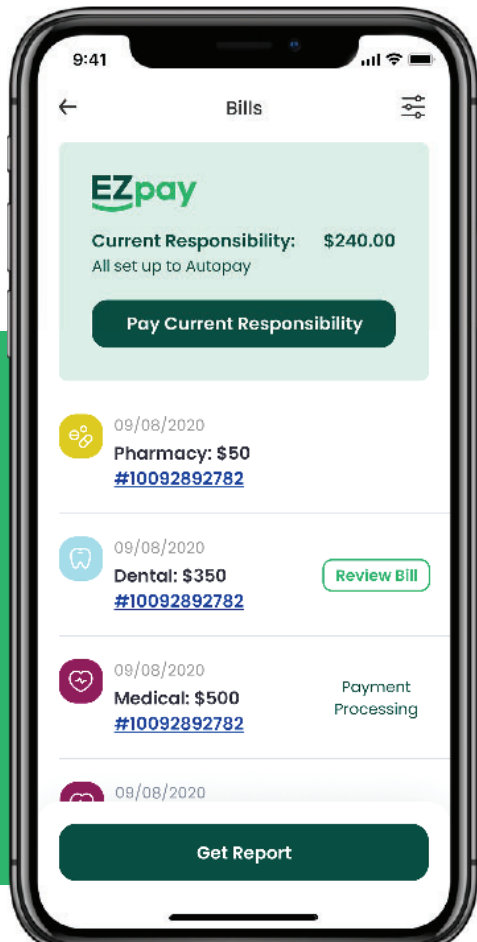 9:41
Bills
EZpay
Current Responsibility: $240.00
All set up to Autopay
Pay Current Responsibility
09/08/2020
Pharmacy: $50
#10092892782
09/08/2020
Dental: $350
#10092892782
Review Bill
09/08/2020
Medical: $500
#10092892782
Payment
Processing
09/08/2020
Get Report